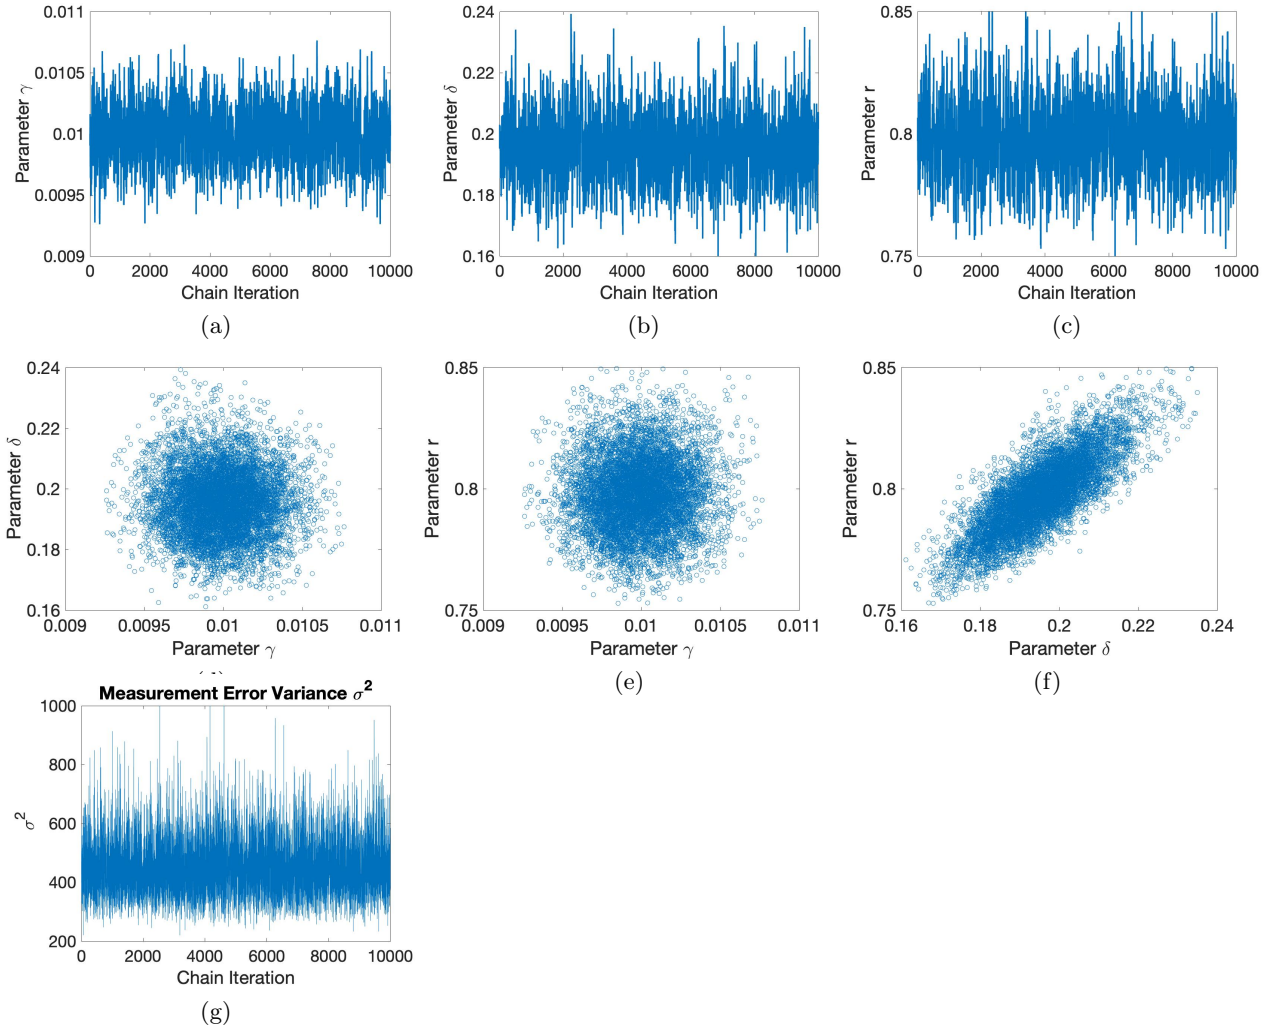 0.011
0.0105
0.01
0.0095
0.009
Parameter γ
0 2000 4000 6000 8000 10000
Chain Iteration
(a)
0.24
0.22
0.2
0.18
0.16
Parameter δ
0 2000 4000 6000 8000 10000
Chain Iteration
(b)
0.85
0.8
0.75
Parameter r
0 2000 4000 6000 8000 10000
Chain Iteration
(c)
0.24
0.22
0.2
0.18
0.16
Parameter δ
0.009 0.0095 0.01 0.0105 0.011
Parameter γ
0.85
0.8
0.75
Parameter r
0.009 0.0095 0.01 0.0105 0.011
Parameter γ
(e)
0.85
0.8
0.75
Parameter r
0.16 0.18 0.2 0.22 0.24
Parameter δ
(f)
Measurement Error Variance σ²
1000
800
600
400
200
σ²
0 2000 4000 6000 8000 10000
Chain Iteration
(g)